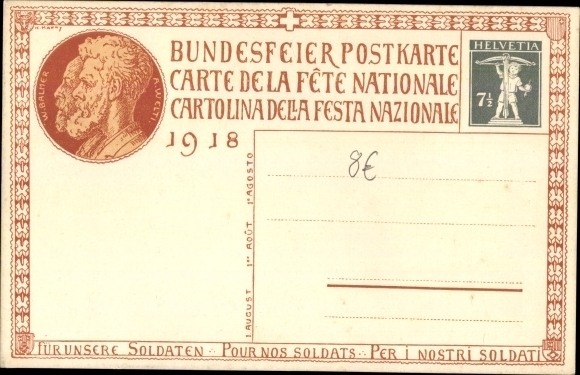 BUNDESFEIER POSTKARTE
CARTE DE LA FÊTE NATIONALE
CARTOLINA DELLA FESTA NAZIONALE
1918
W. BALMER
A. WELTI
HELVETIA
7½
8€
1. AUGUST 1er AOÛT 1º AGOSTO
FÜR UNSERE SOLDATEN · POUR NOS SOLDATS · PER I NOSTRI SOLDATI